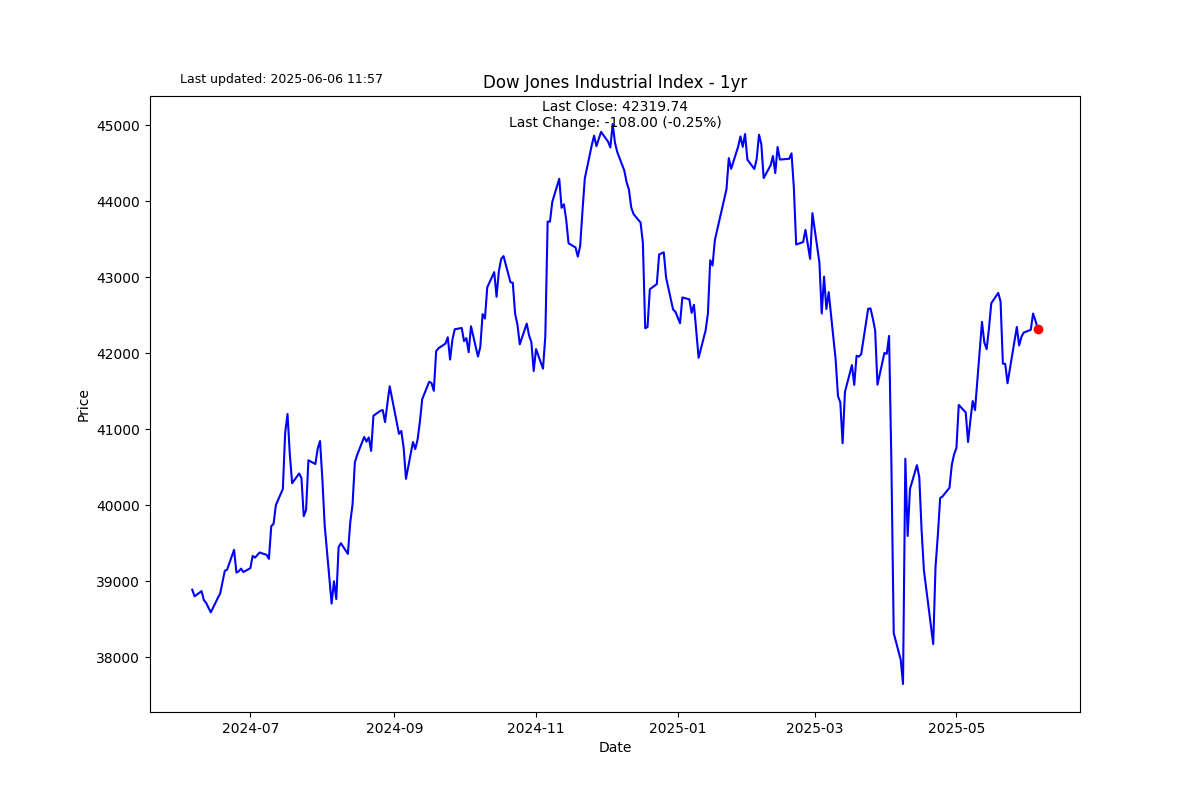 Last updated: 2025-06-06 11:57
Dow Jones Industrial Index - 1yr
Last Close: 42319.74
Last Change: -108.00 (-0.25%)
45000
44000
43000
42000
41000
40000
39000
38000
Price
2024-07
2024-09
2024-11
2025-01
2025-03
2025-05
Date